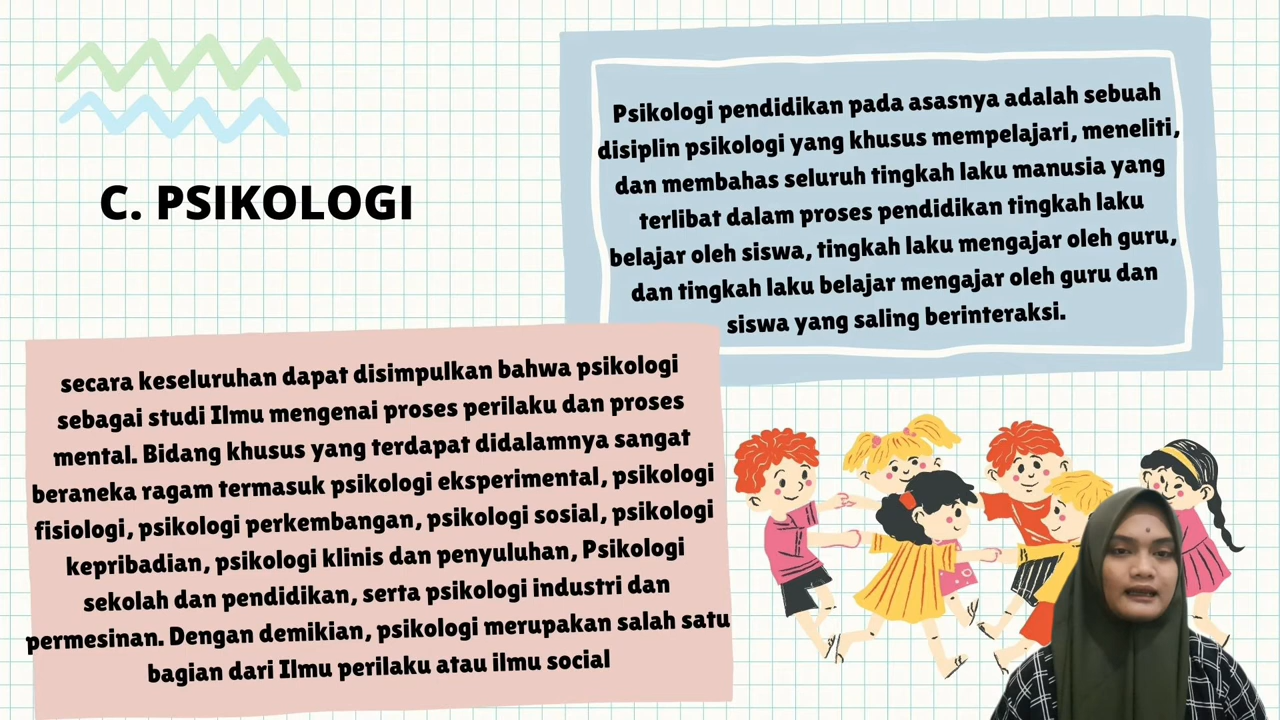 C. PSIKOLOGI
Psikologi pendidikan pada asasnya adalah sebuah
disiplin psikologi yang khusus mempelajari, meneliti,
dan membahas seluruh tingkah laku manusia yang
terlibat dalam proses pendidikan tingkah laku
belajar oleh siswa, tingkah laku mengajar oleh guru,
dan tingkah laku belajar mengajar oleh guru dan
siswa yang saling berinteraksi.
secara keseluruhan dapat disimpulkan bahwa psikologi
sebagai studi Ilmu mengenai proses perilaku dan proses
mental. Bidang khusus yang terdapat didalamnya sangat
beraneka ragam termasuk psikologi eksperimental, psikologi
fisiologi, psikologi perkembangan, psikologi sosial, psikologi
kepribadian, psikologi klinis dan penyuluhan, Psikologi
sekolah dan pendidikan, serta psikologi industri dan
permesinan. Dengan demikian, psikologi merupakan salah satu
bagian dari Ilmu perilaku atau ilmu social